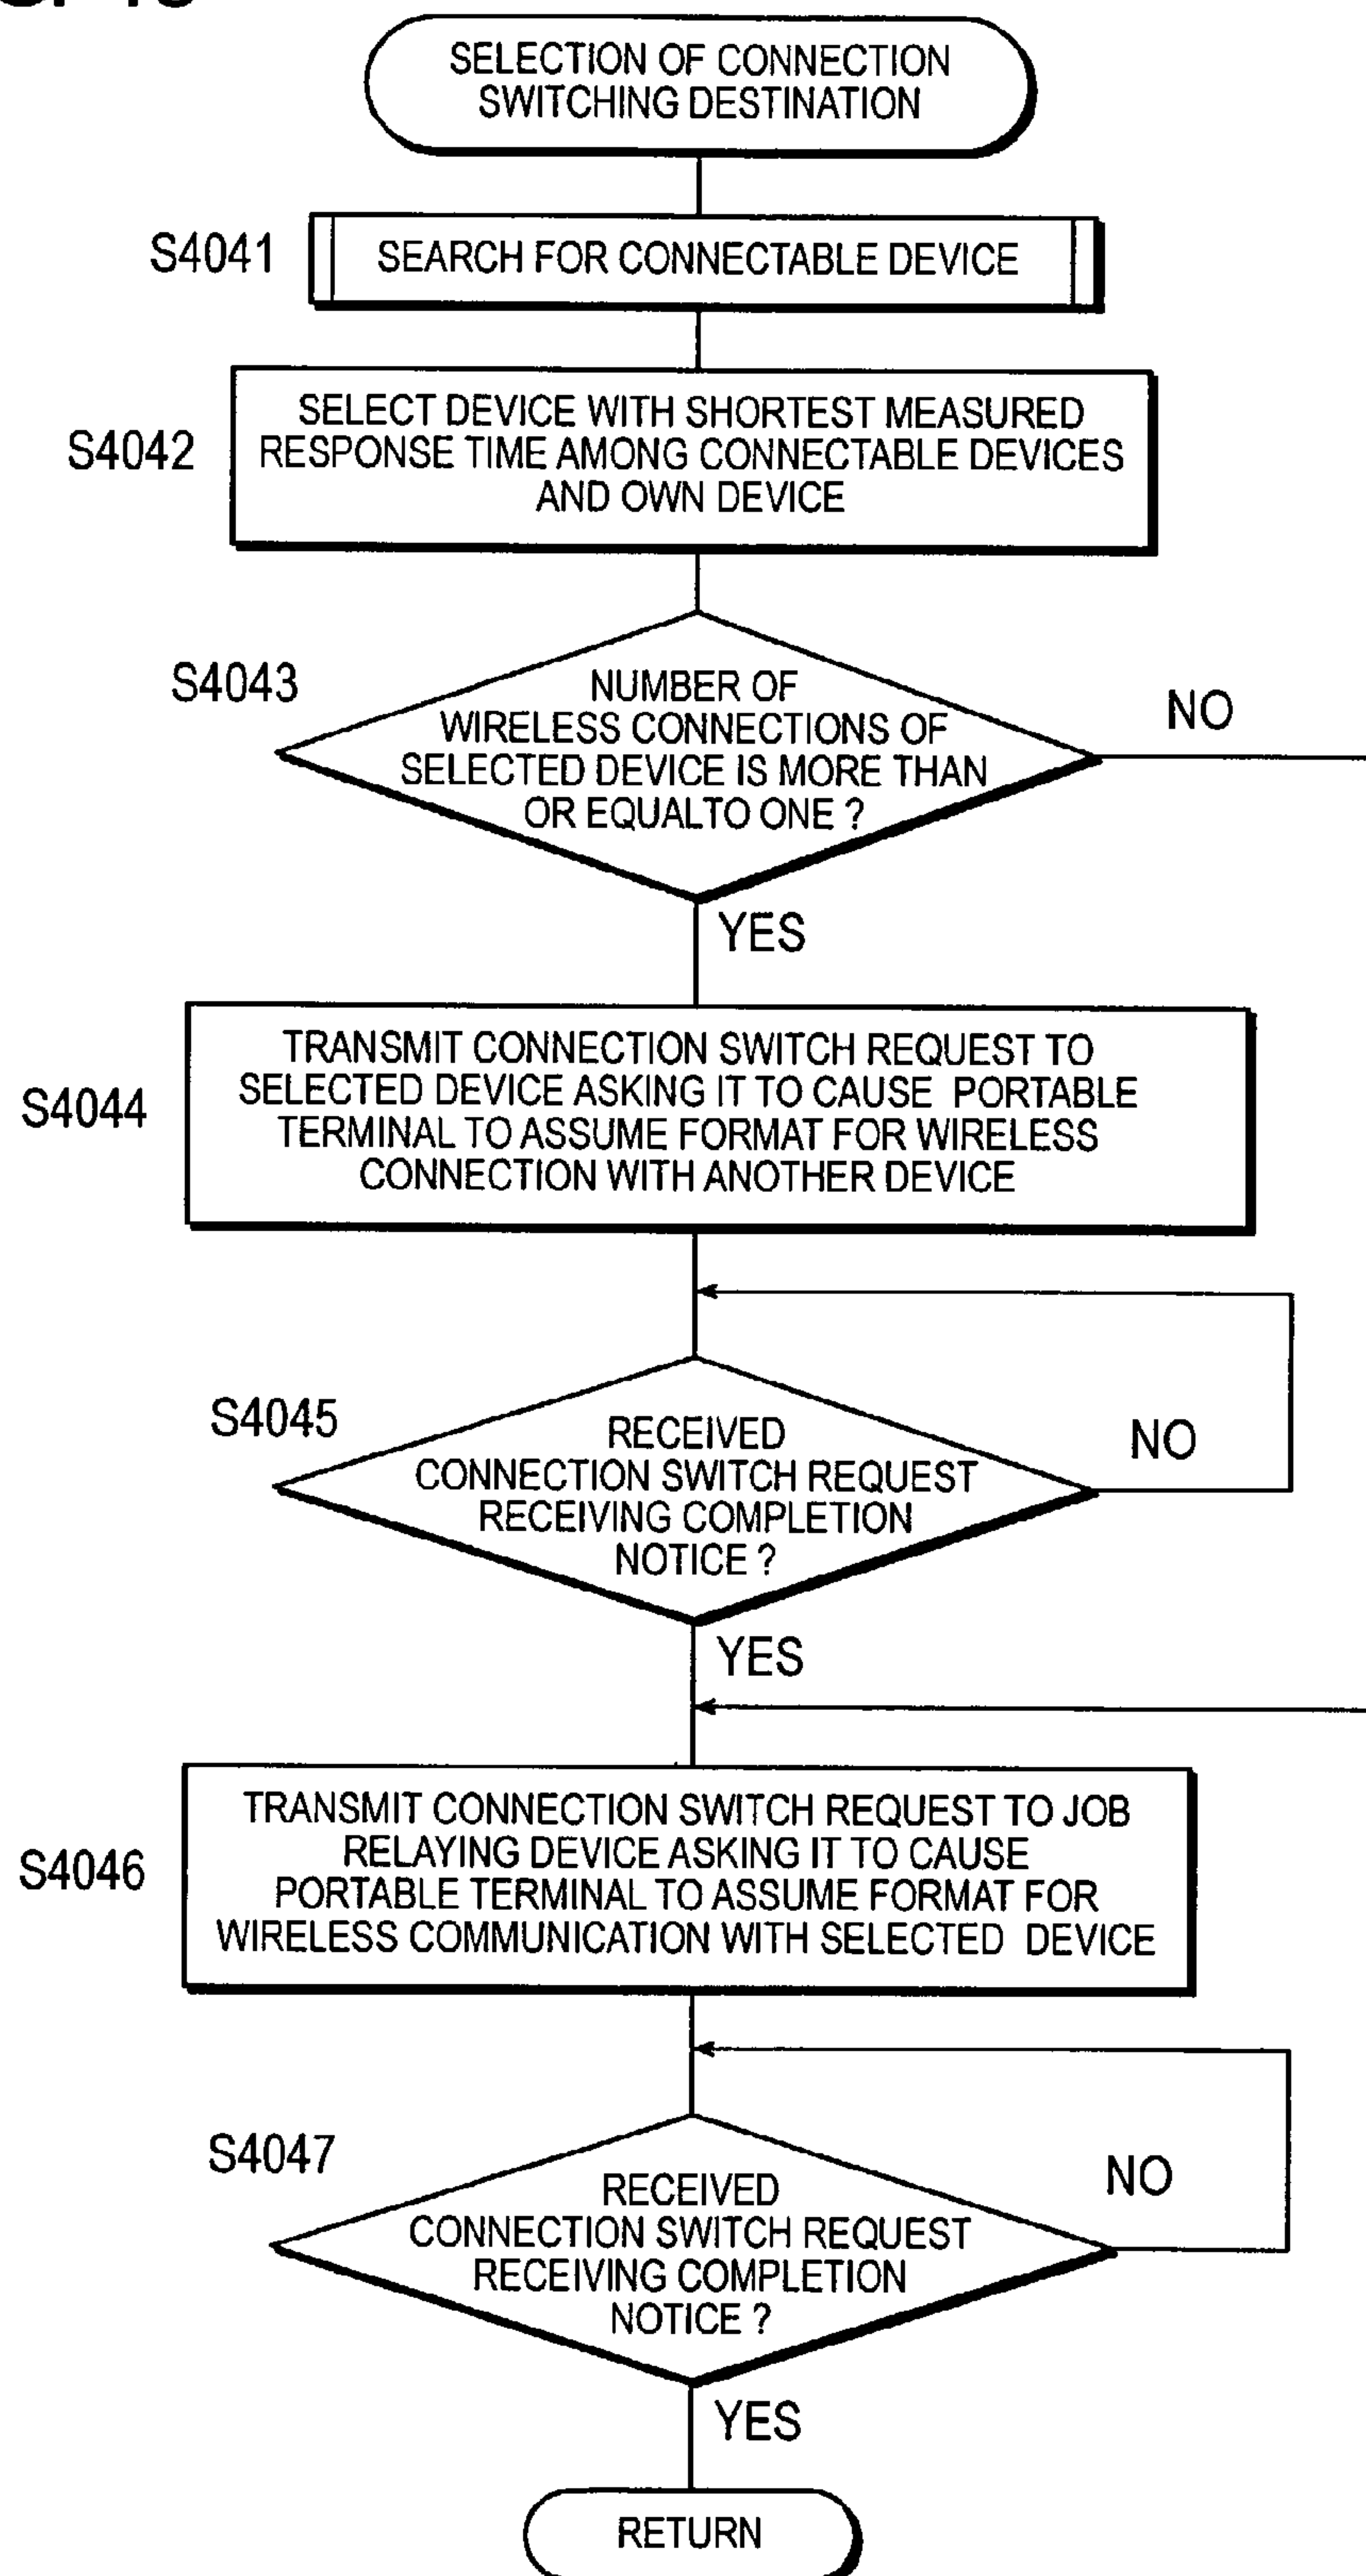 SELECTION OF CONNECTION
SWITCHING DESTINATION
S4041
SEARCH FOR CONNECTABLE DEVICE
S4042
SELECT DEVICE WITH SHORTEST MEASURED
RESPONSE TIME AMONG CONNECTABLE DEVICES
AND OWN DEVICE
S4043
NUMBER OF
WIRELESS CONNECTIONS OF
SELECTED DEVICE IS MORE THAN
OR EQUALTO ONE ?
NO
YES
S4044
TRANSMIT CONNECTION SWITCH REQUEST TO
SELECTED DEVICE ASKING IT TO CAUSE PORTABLE
TERMINAL TO ASSUME FORMAT FOR WIRELESS
CONNECTION WITH ANOTHER DEVICE
S4045
RECEIVED
CONNECTION SWITCH REQUEST
RECEIVING COMPLETION
NOTICE ?
NO
YES
S4046
TRANSMIT CONNECTION SWITCH REQUEST TO JOB
RELAYING DEVICE ASKING IT TO CAUSE
PORTABLE TERMINAL TO ASSUME FORMAT FOR
WIRELESS COMMUNICATION WITH SELECTED DEVICE
S4047
RECEIVED
CONNECTION SWITCH REQUEST
RECEIVING COMPLETION
NOTICE ?
NO
YES
RETURN